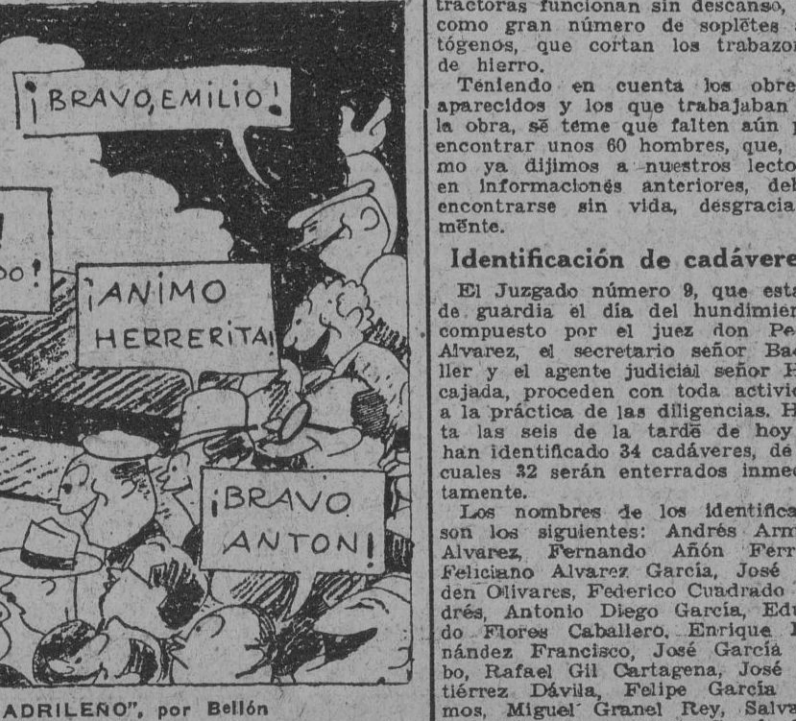 ¡BRAVO, EMILIO!
DO!
¡ANIMO
HERRERITA!
¡BRAVO
ANTON!
ADRILEÑO", por Bellón
tractoras funcionan sin descanso,
como gran número de sopletes
tógenos, que cortan los trabazon
de hierro.
Teniendo en cuenta los obre
aparecidos y los que trabajaban
la obra, se teme que falten aún p
encontrar unos 60 hombres, que,
mo ya dijimos a nuestros lecto
en informaciones anteriores, deb
encontrarse sin vida, desgracia
mente.
Identificación de cadávere
El Juzgado número 9, que esta
de guardia el día del hundimien
compuesto por el juez don Pe
Alvarez, el secretario señor Ba
ller y el agente judicial señor H
cajada, proceden con toda activid
a la práctica de las diligencias. H
ta las seis de la tarde de hoy
han identificado 34 cadáveres, de
cuales 32 serán enterrados inmed
tamente.
Los nombres de los identifica
son los siguientes: Andrés Arm
Alvarez, Fernando Añón Ferr
Feliciano Alvarez García, José
den Olivares, Federico Cuadrado
drés, Antonio Diego García, Edu
do Flores Caballero, Enrique
nández Francisco, José García
bo, Rafael Gil Cartagena, José
tiérrez Dávila, Felipe García
mos, Miguel Granel Rey, Salva